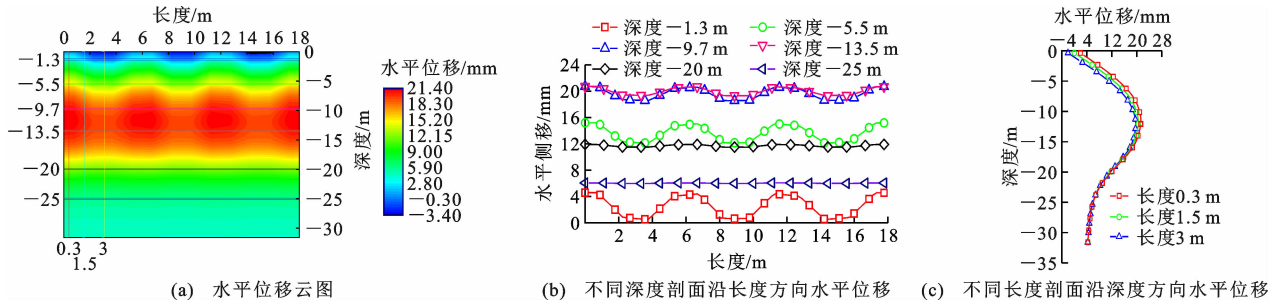 长度/m
0 2 4 6 8 10 12 14 16 18
−1.3
−5.5
−9.7
−13.5
−20
−25
0
−5
−10
−15
−20
−25
−30
深度/m
0.3 3
1.5
水平位移/mm
21.40
18.30
15.20
12.10
9.00
5.90
2.80
−0.30
−3.40
(a) 水平位移云图
深度−1.3 m 深度−5.5 m
深度−9.7 m 深度−13.5 m
深度−20 m 深度−25 m
水平侧移/mm
24
20
16
12
8
4
0
2 4 6 8 10 12 14 16 18
长度/m
(b) 不同深度剖面沿长度方向水平位移
水平位移/mm
−4 4 12 20 28
0
−5
−10
−15
−20
−25
−30
−35
深度/m
长度0.3 m
长度1.5 m
长度3 m
(c) 不同长度剖面沿深度方向水平位移